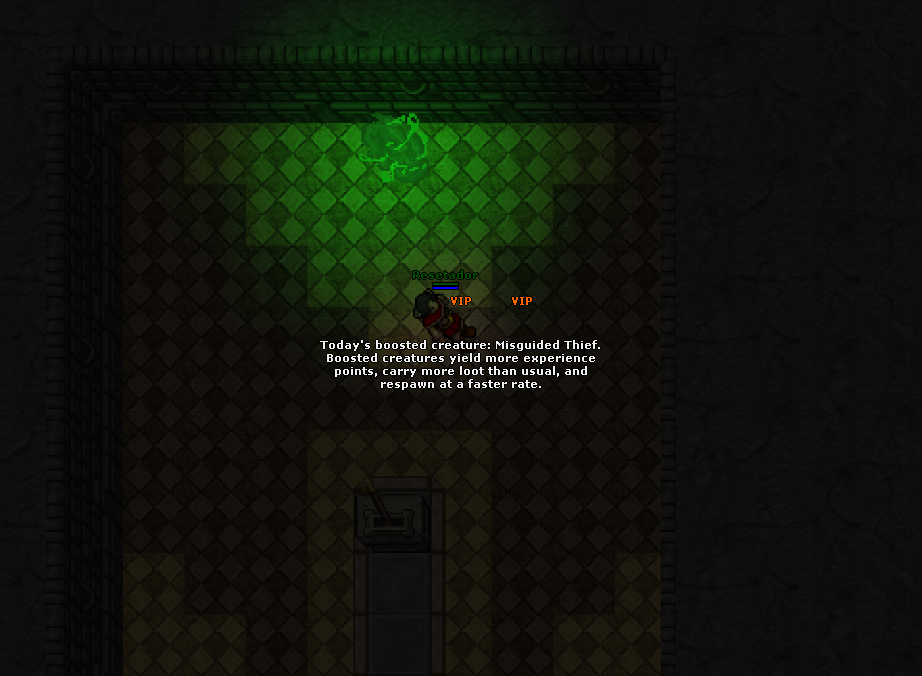 Resetador
VIP VIP
Today's boosted creature: Misguided Thief.
Boosted creatures yield more experience
points, carry more loot than usual, and
respawn at a faster rate.